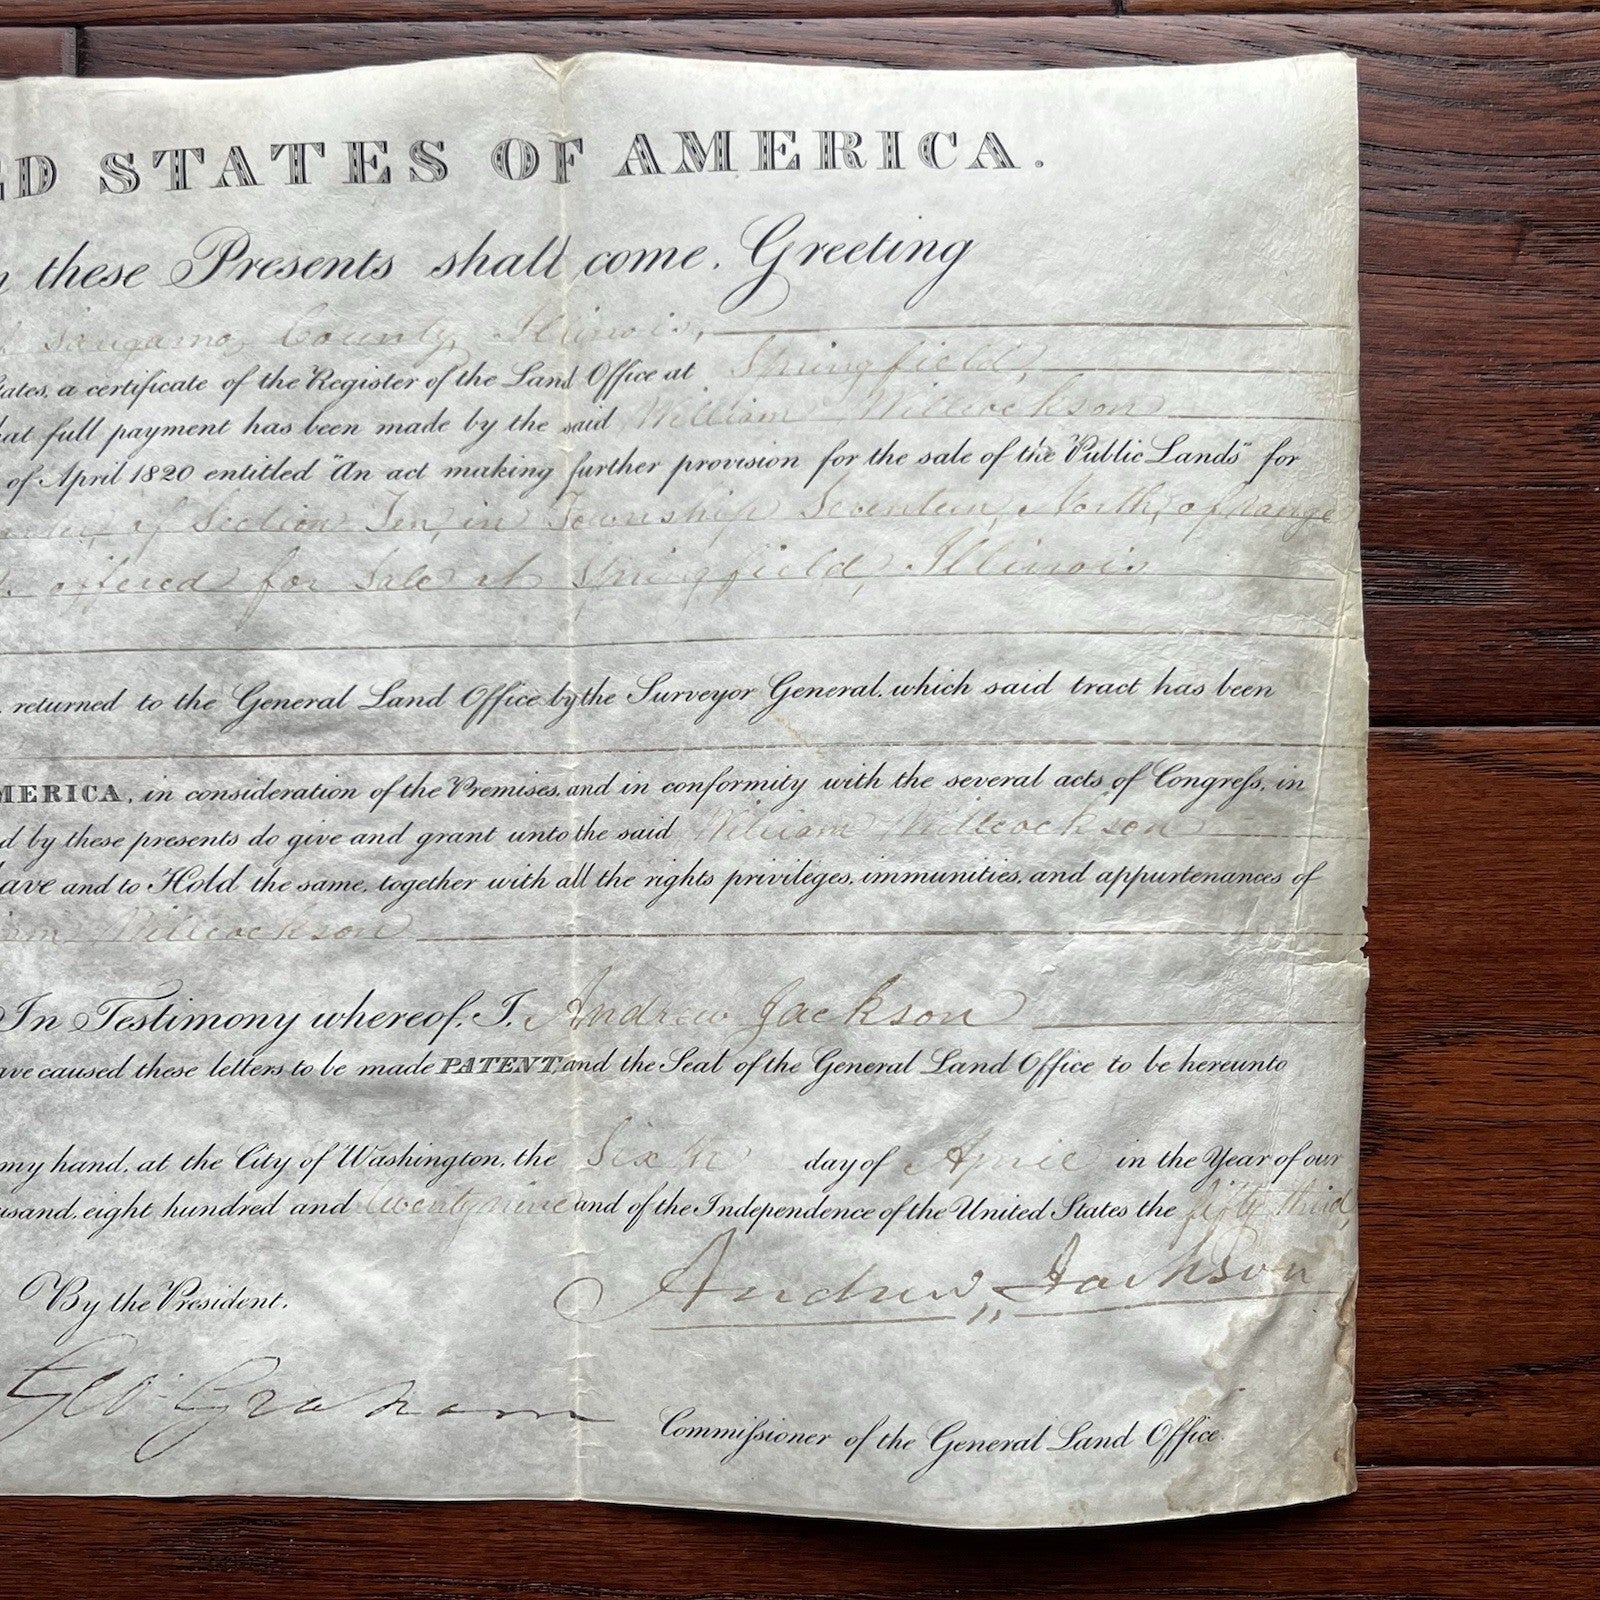 ED STATES OF AMERICA.
these Presents shall come, Greeting
Sangamo, County, Illinois,
tates, a certificate of the Register of the Land Office at Springfield,
hat full payment has been made by the said William Willcockson
of April 1820 entitled "An act making further provision for the sale of the Public Lands" for
of Section Ten, in Township Seventeen, North, of Range
offered for Sale at Springfield, Illinois
returned to the General Land Office by the Surveyor General, which said tract has been
MERICA, in consideration of the Premises, and in conformity with the several acts of Congreſs, in
d by these presents do give and grant unto the said William Willcockson
ave and to Hold the same, together with all the rights privileges, immunities, and appurtenances of
iam Willcockson
In Testimony whereof, I, Andrew Jackson
ave caused these letters to be made PATENT, and the Seal of the General Land Office to be hereunto
my hand, at the City of Washington, the Sixth day of April in the Year of our
usand, eight hundred and twenty nine and of the Independence of the United States the fifty third,
Andrew Jackson
By the President,
Geo: Graham
Commiſsioner of the General Land Office.